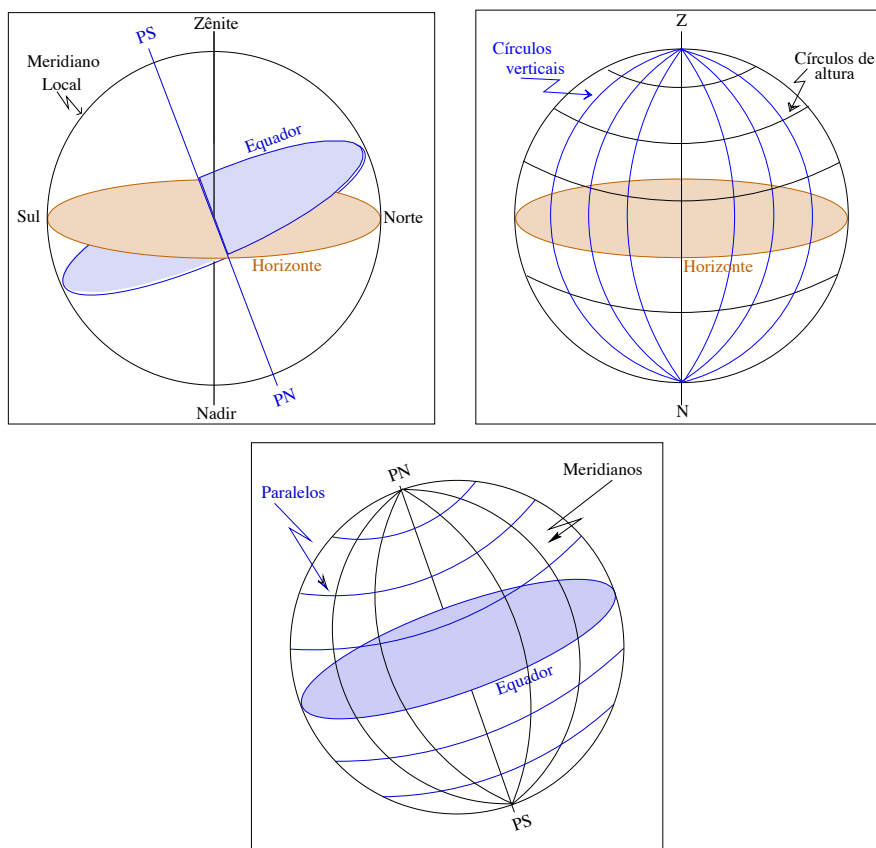 Zênite
PS
Meridiano
Local
Equador
Sul
Norte
Horizonte
PN
Nadir
Z
Círculos
verticais
Círculos de
altura
Horizonte
N
PN
Meridianos
Paralelos
Equador
PS